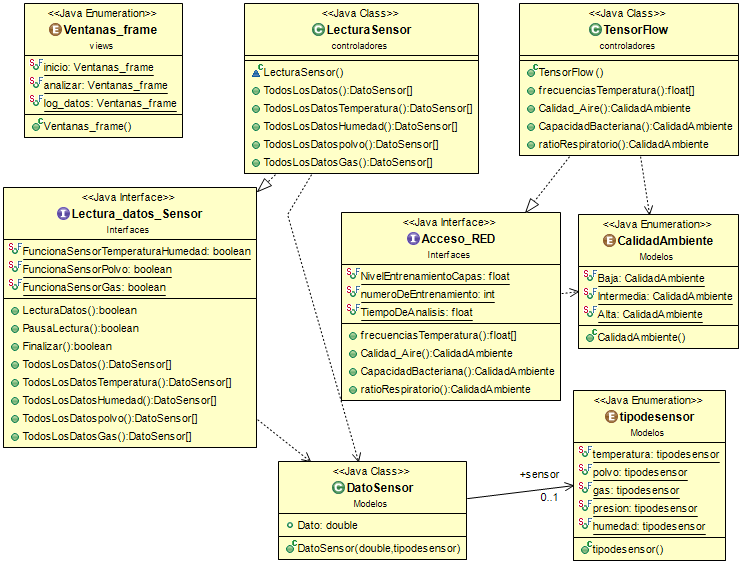 <<Java Enumeration>>
Ventanas_frame
views
inicio: Ventanas_frame
analizar: Ventanas_frame
log_datos: Ventanas_frame
Ventanas_frame()
<<Java Class>>
LecturaSensor
controladores
LecturaSensor()
TodosLosDatos():DatoSensor[]
TodosLosDatosTemperatura():DatoSensor[]
TodosLosDatosHumedad():DatoSensor[]
TodosLosDatospolvo():DatoSensor[]
TodosLosDatosGas():DatoSensor[]
<<Java Class>>
TensorFlow
controladores
TensorFlow()
frecuenciasTemperatura():float[]
Calidad_Aire():CalidadAmbiente
CapacidadBacteriana():CalidadAmbiente
ratioRespiratorio():CalidadAmbiente
<<Java Interface>>
Lectura_datos_Sensor
Interfaces
FuncionaSensorTemperaturaHumedad: boolean
FuncionaSensorPolvo: boolean
FuncionaSensorGas: boolean
LecturaDatos():boolean
PausaLectura():boolean
Finalizar():boolean
TodosLosDatos():DatoSensor[]
TodosLosDatosTemperatura():DatoSensor[]
TodosLosDatosHumedad():DatoSensor[]
TodosLosDatospolvo():DatoSensor[]
TodosLosDatosGas():DatoSensor[]
<<Java Interface>>
Acceso_RED
Interfaces
NivelEntrenamientoCapas: float
numeroDeEntrenamiento: int
TiempoDeAnalisis: float
frecuenciasTemperatura():float[]
Calidad_Aire():CalidadAmbiente
CapacidadBacteriana():CalidadAmbiente
ratioRespiratorio():CalidadAmbiente
<<Java Enumeration>>
CalidadAmbiente
Modelos
Baja: CalidadAmbiente
Intermedia: CalidadAmbiente
Alta: CalidadAmbiente
CalidadAmbiente()
<<Java Class>>
DatoSensor
Modelos
Dato: double
DatoSensor(double,tipodesensor)
+sensor
0..1
<<Java Enumeration>>
tipodesensor
Modelos
temperatura: tipodesensor
polvo: tipodesensor
gas: tipodesensor
presion: tipodesensor
humedad: tipodesensor
tipodesensor()